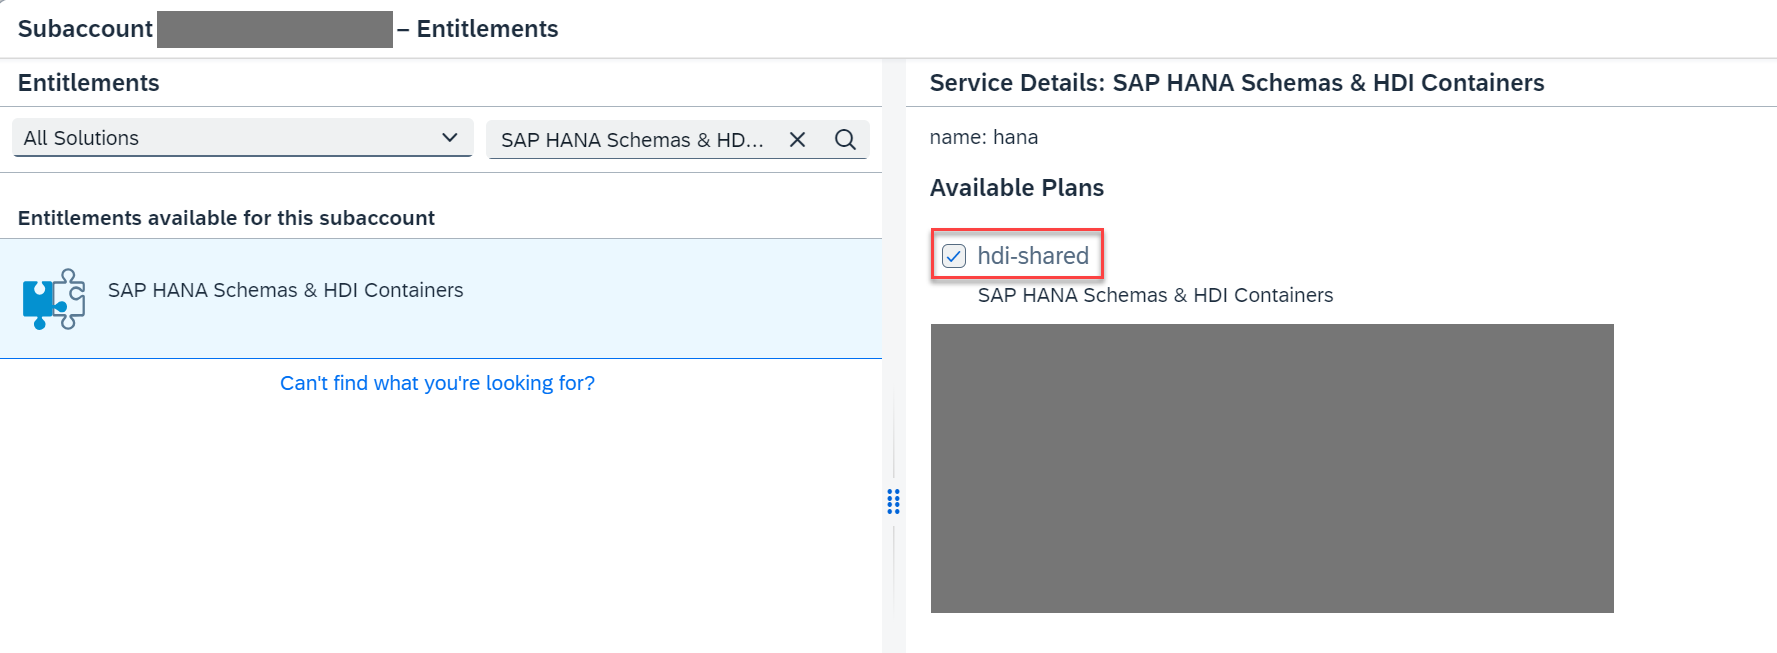 Subaccount – Entitlements
Entitlements
All Solutions
SAP HANA Schemas & HD...
Entitlements available for this subaccount
SAP HANA Schemas & HDI Containers
Can't find what you're looking for?
Service Details: SAP HANA Schemas & HDI Containers
name: hana
Available Plans
hdi-shared
SAP HANA Schemas & HDI Containers